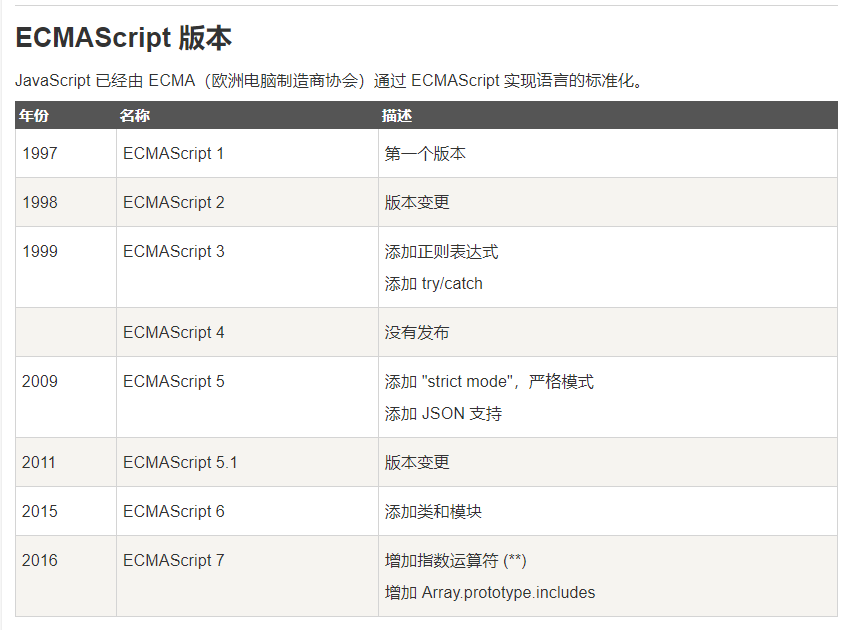 ECMAScript 版本
JavaScript 已经由 ECMA（欧洲电脑制造商协会）通过 ECMAScript 实现语言的标准化。
年份 名称 描述
1997 ECMAScript 1 第一个版本
1998 ECMAScript 2 版本变更
1999 ECMAScript 3 添加正则表达式
添加 try/catch
ECMAScript 4 没有发布
2009 ECMAScript 5 添加 "strict mode"，严格模式
添加 JSON 支持
2011 ECMAScript 5.1 版本变更
2015 ECMAScript 6 添加类和模块
2016 ECMAScript 7 增加指数运算符 (**)
增加 Array.prototype.includes